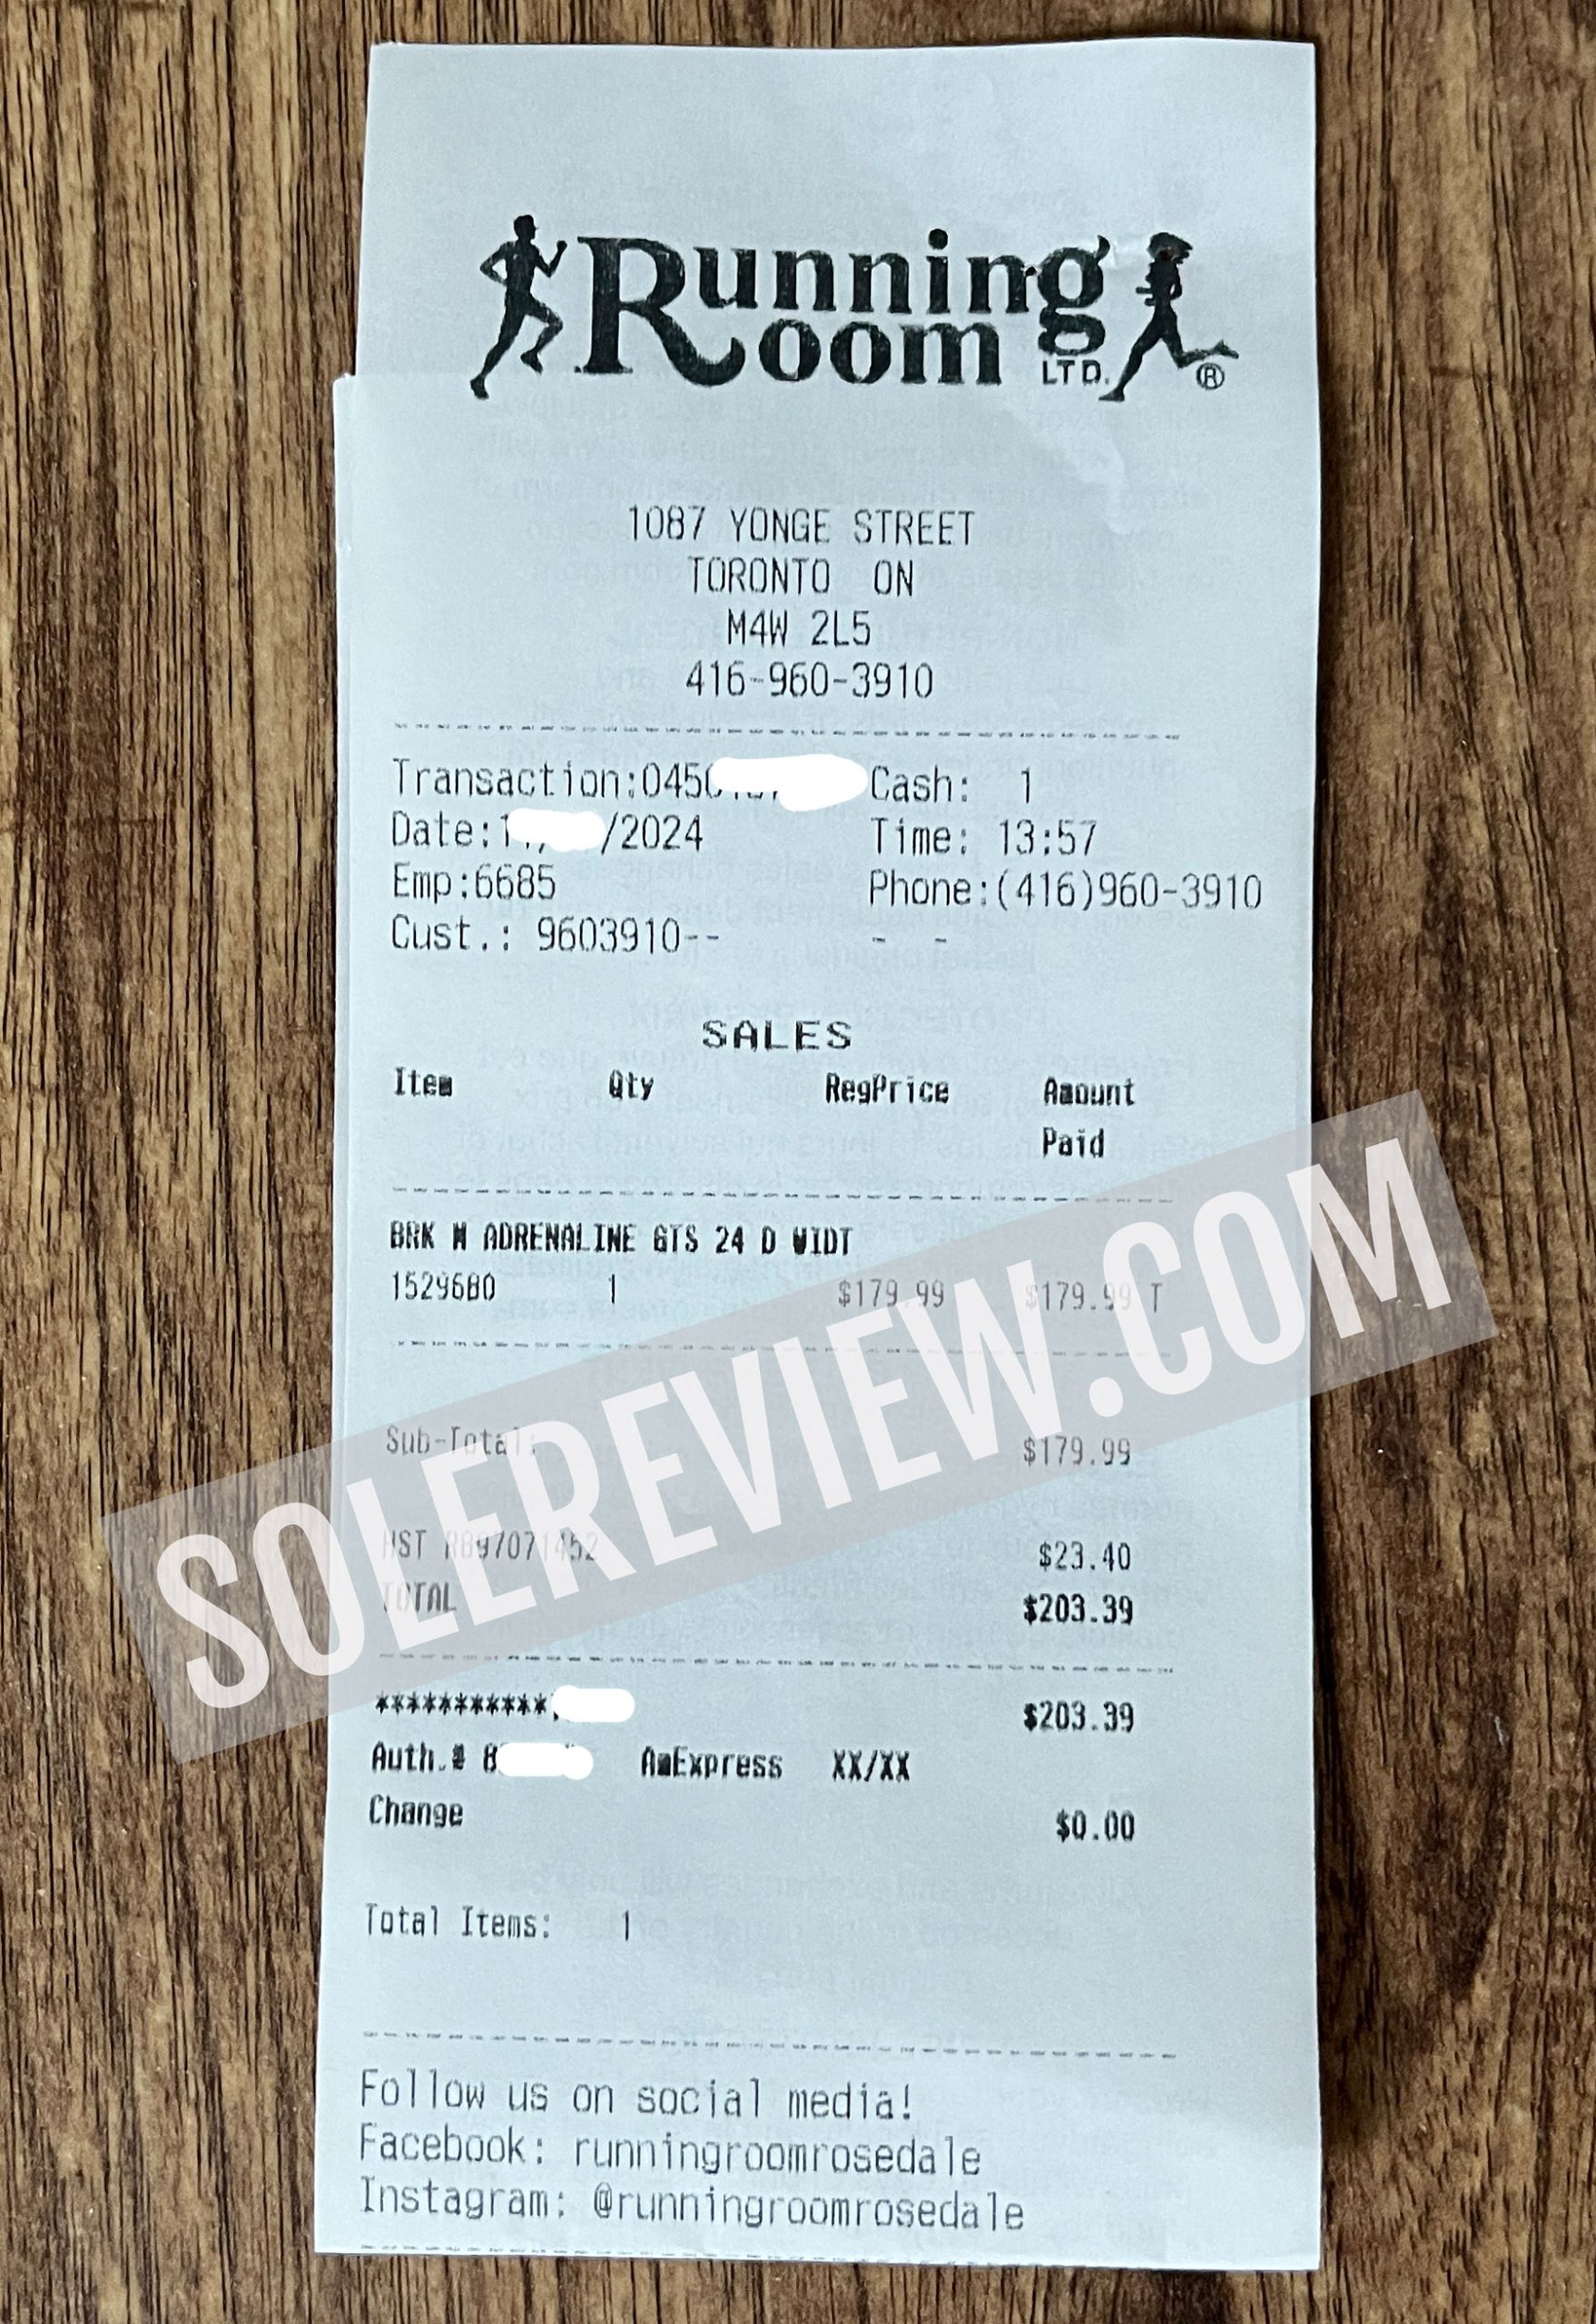 Running
Room
LTD.
®
1087 YONGE STREET
TORONTO ON
M4W 2L5
416-960-3910
Transaction:0450 Cash: 1
Date: /2024 Time: 13:57
Emp:6685 Phone:(416)960-3910
Cust.: 9603910-- - -
SALES
Item Qty RegPrice Amount
Paid
BRK M ADRENALINE GTS 24 D WIDT
1529680 1 $179.99 $179.99 T
SOLEREVIEW.COM
Sub-Total: $179.99
HST R897071452 $23.40
TOTAL $203.39
*********** $203.39
Auth.# 8 AmExpress XX/XX
Change $0.00
Total Items: 1
Follow us on social media!
Facebook: runningroomrosedale
Instagram: @runningroomrosedale